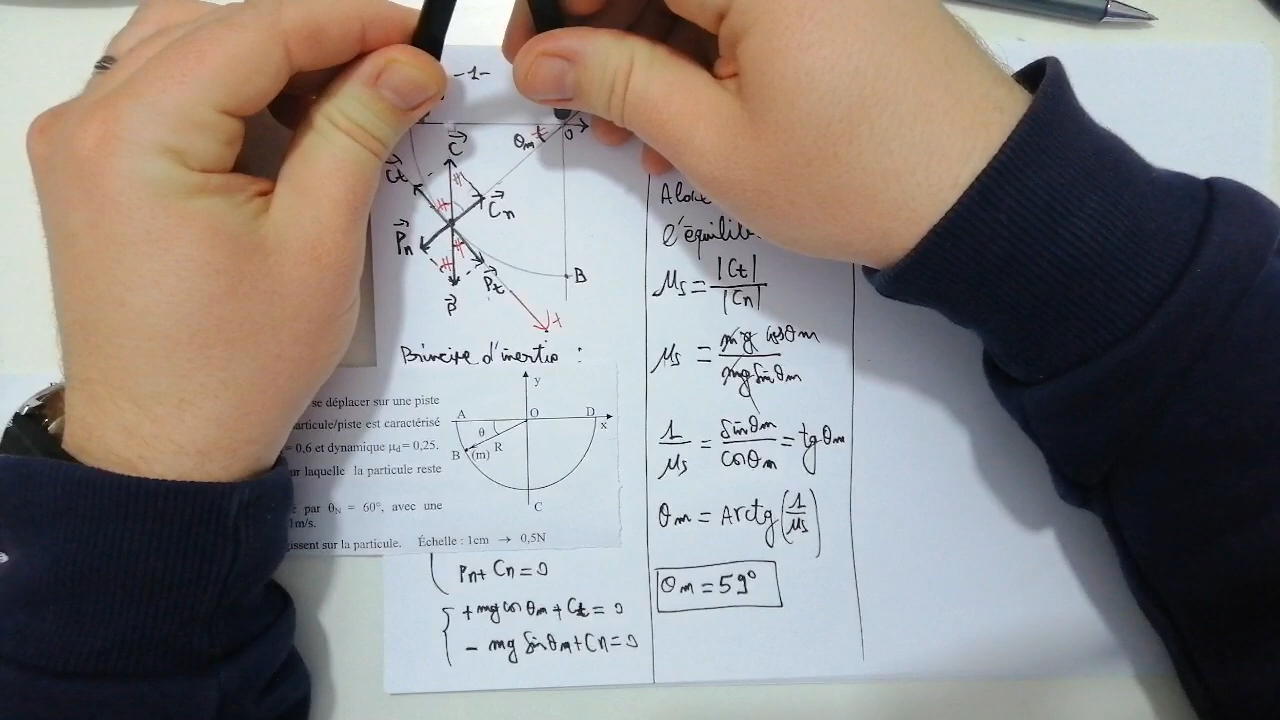 -1-
θm
O
C⃗
C⃗t
C⃗n
P⃗n
P⃗t
P⃗
B
Principe d'inertie :
se déplacer sur une piste
article/piste est caractérisé
= 0,6 et dynamique μd = 0,25.
ur laquelle la particule reste
par θN = 60°, avec une
1m/s.
issent sur la particule. Échelle : 1cm → 0,5N
y
A O D
x
θ
B (m) R
C
Pn + Cn = 0
+ mg cos θm + Ct = 0
- mg sin θm + Cn = 0
l'équilib
μs = |Ct| / |Cn|
μs = mg cos θm / mg sin θm
1/μs = sin θm / cos θm = tg θm
θm = Arctg(1/μs)
θm = 59°